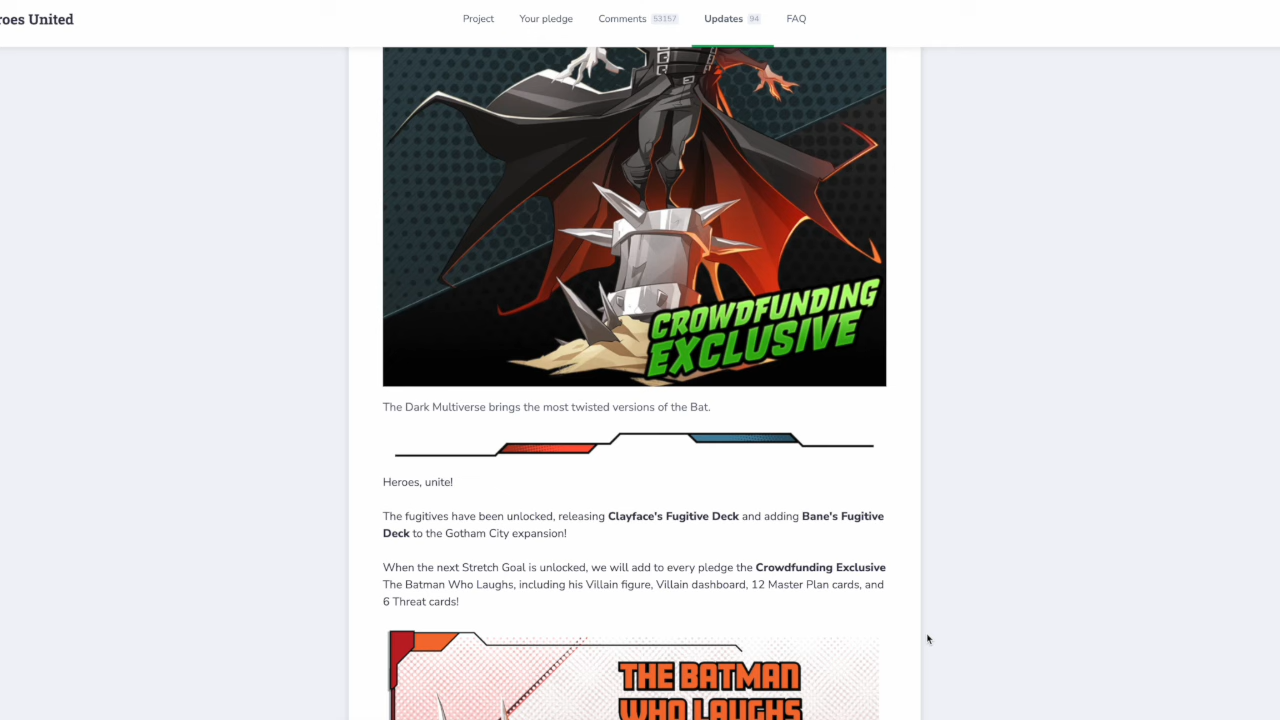 roes United
Project Your pledge Comments 53157 Updates 94 FAQ
CROWDFUNDING
EXCLUSIVE
The Dark Multiverse brings the most twisted versions of the Bat.
Heroes, unite!
The fugitives have been unlocked, releasing Clayface's Fugitive Deck and adding Bane's Fugitive
Deck to the Gotham City expansion!
When the next Stretch Goal is unlocked, we will add to every pledge the Crowdfunding Exclusive
The Batman Who Laughs, including his Villain figure, Villain dashboard, 12 Master Plan cards, and
6 Threat cards!
THE BATMAN
WHO LAUGHS